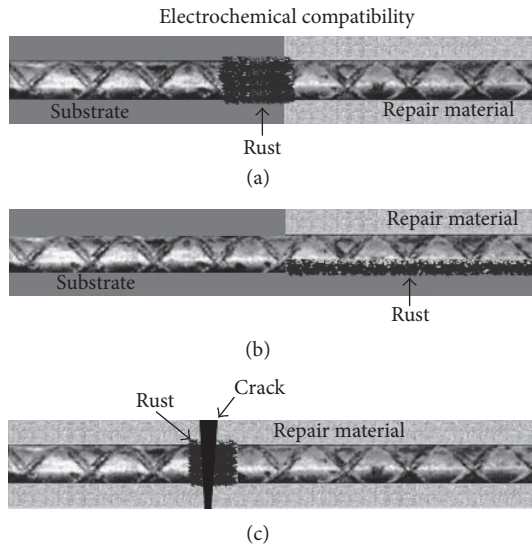 Electrochemical compatibility
Substrate
Repair material
Rust
(a)
Repair material
Substrate
Rust
(b)
Crack
Rust
Repair material
(c)